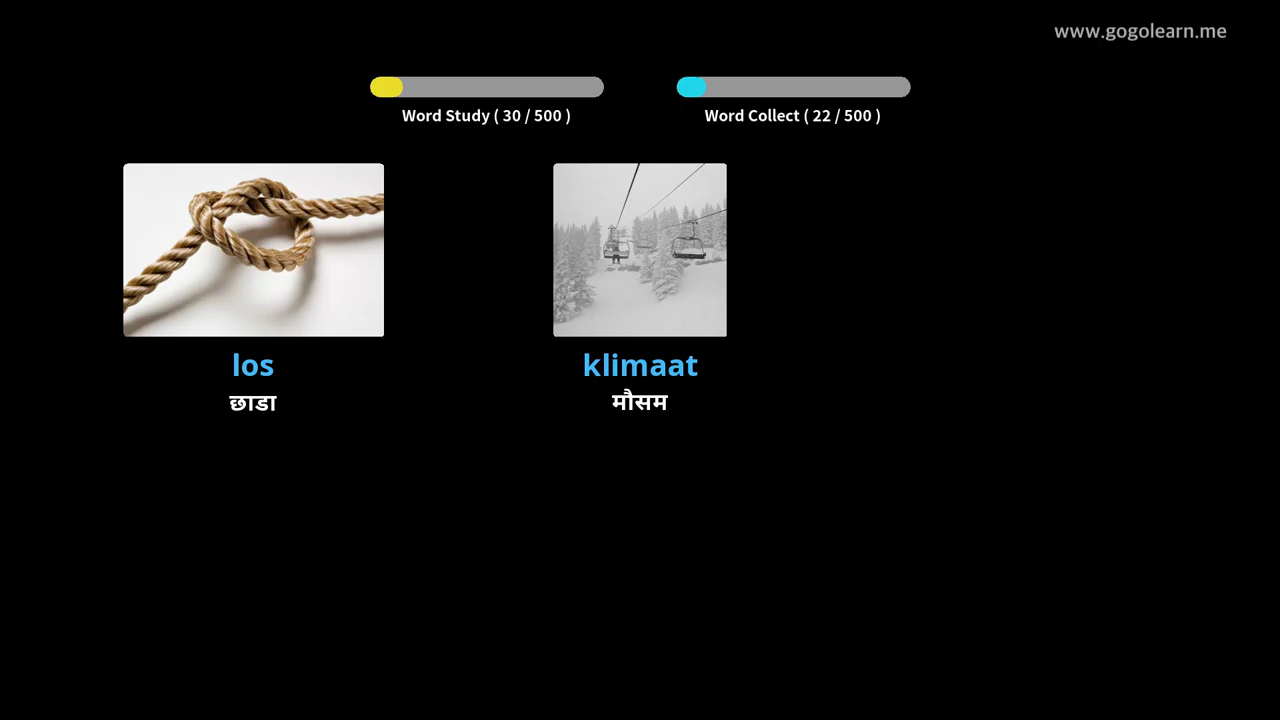 www.gogolearn.me
Word Study ( 30 / 500 )
Word Collect ( 22 / 500 )
los
छाडा
klimaat
मौसम